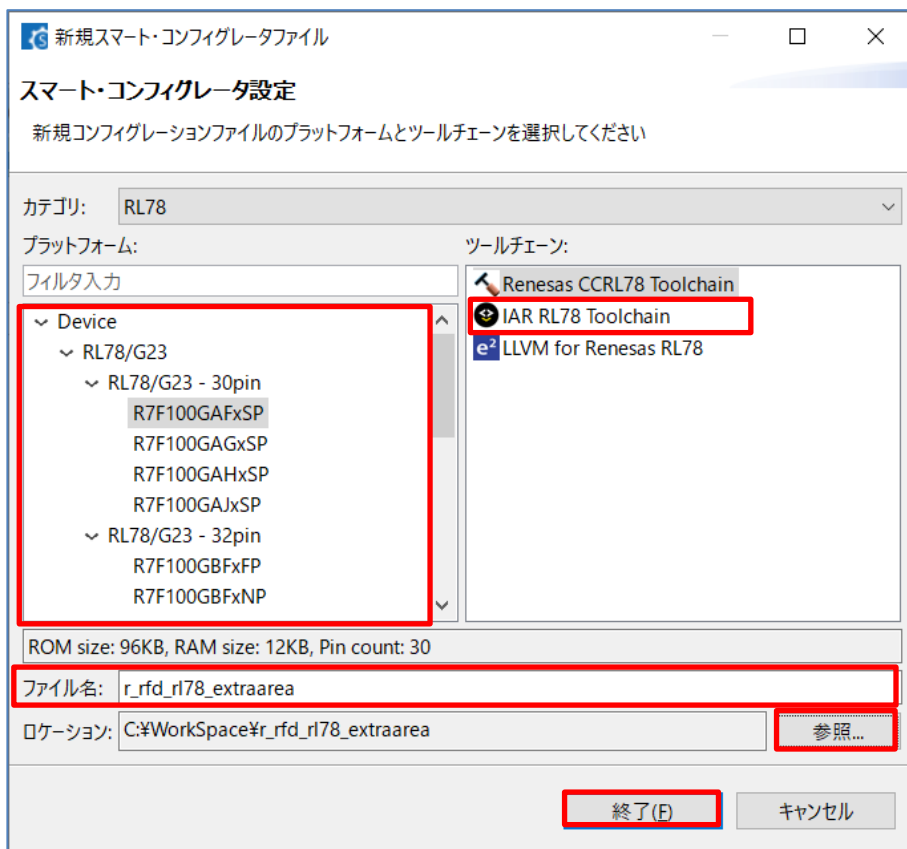 新規スマート・コンフィグレータファイル
スマート・コンフィグレータ設定
新規コンフィグレーションファイルのプラットフォームとツールチェーンを選択してください
カテゴリ: RL78
プラットフォーム:
フィルタ入力
Device
RL78/G23
RL78/G23 - 30pin
R7F100GAFxSP
R7F100GAGxSP
R7F100GAHxSP
R7F100GAJxSP
RL78/G23 - 32pin
R7F100GBFxFP
R7F100GBFxNP
ツールチェーン:
Renesas CCRL78 Toolchain
IAR RL78 Toolchain
e2 LLVM for Renesas RL78
ROM size: 96KB, RAM size: 12KB, Pin count: 30
ファイル名: r_rfd_rl78_extraarea
ロケーション: C:¥WorkSpace¥r_rfd_rl78_extraarea 参照...
終了(F) キャンセル